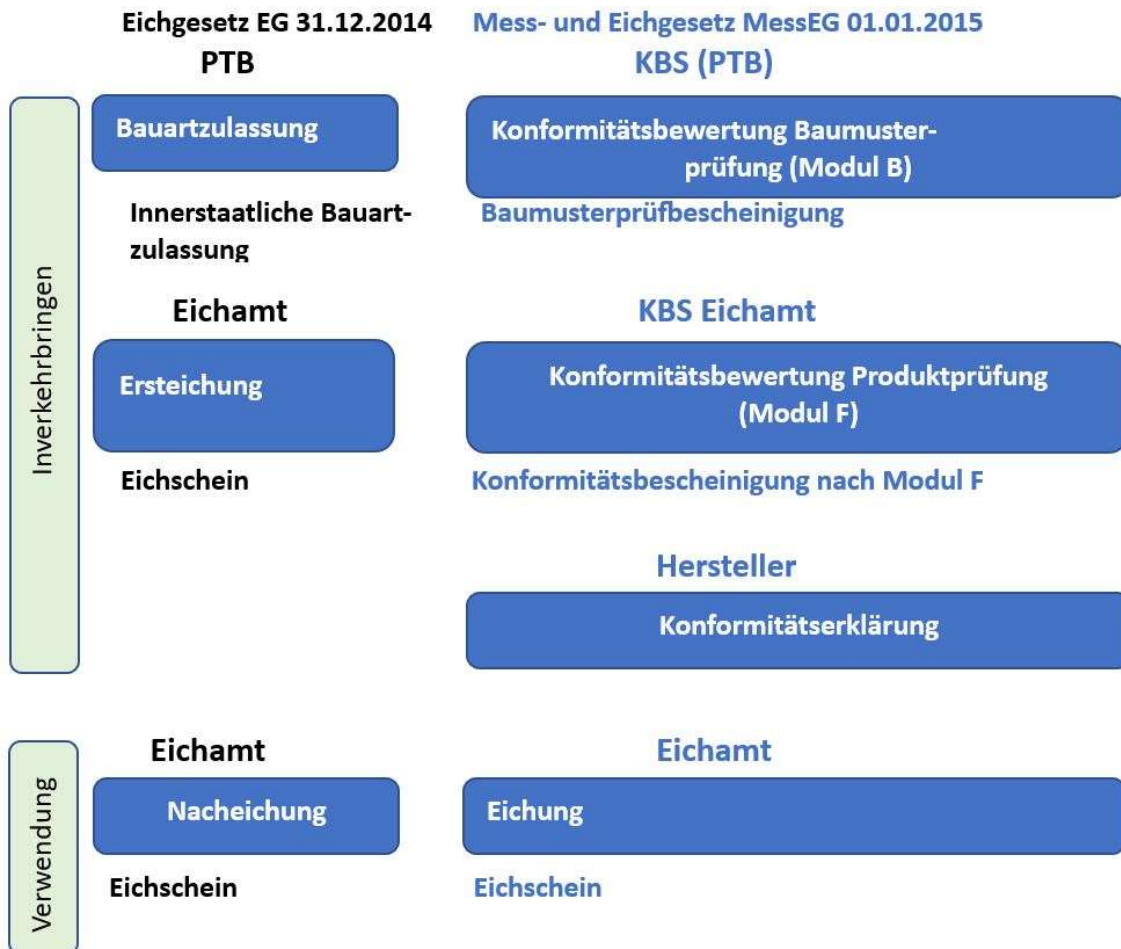 Eichgesetz EG 31.12.2014
Mess- und Eichgesetz MessEG 01.01.2015
PTB
KBS (PTB)
Inverkehrbringen
Bauartzulassung
Konformitätsbewertung Baumuster-
prüfung (Modul B)
Innerstaatliche Bauart-
zulassung
Baumusterprüfbescheinigung
Eichamt
KBS Eichamt
Ersteichung
Konformitätsbewertung Produktprüfung
(Modul F)
Eichschein
Konformitätsbescheinigung nach Modul F
Hersteller
Konformitätserklärung
Verwendung
Eichamt
Eichamt
Nacheichung
Eichung
Eichschein
Eichschein